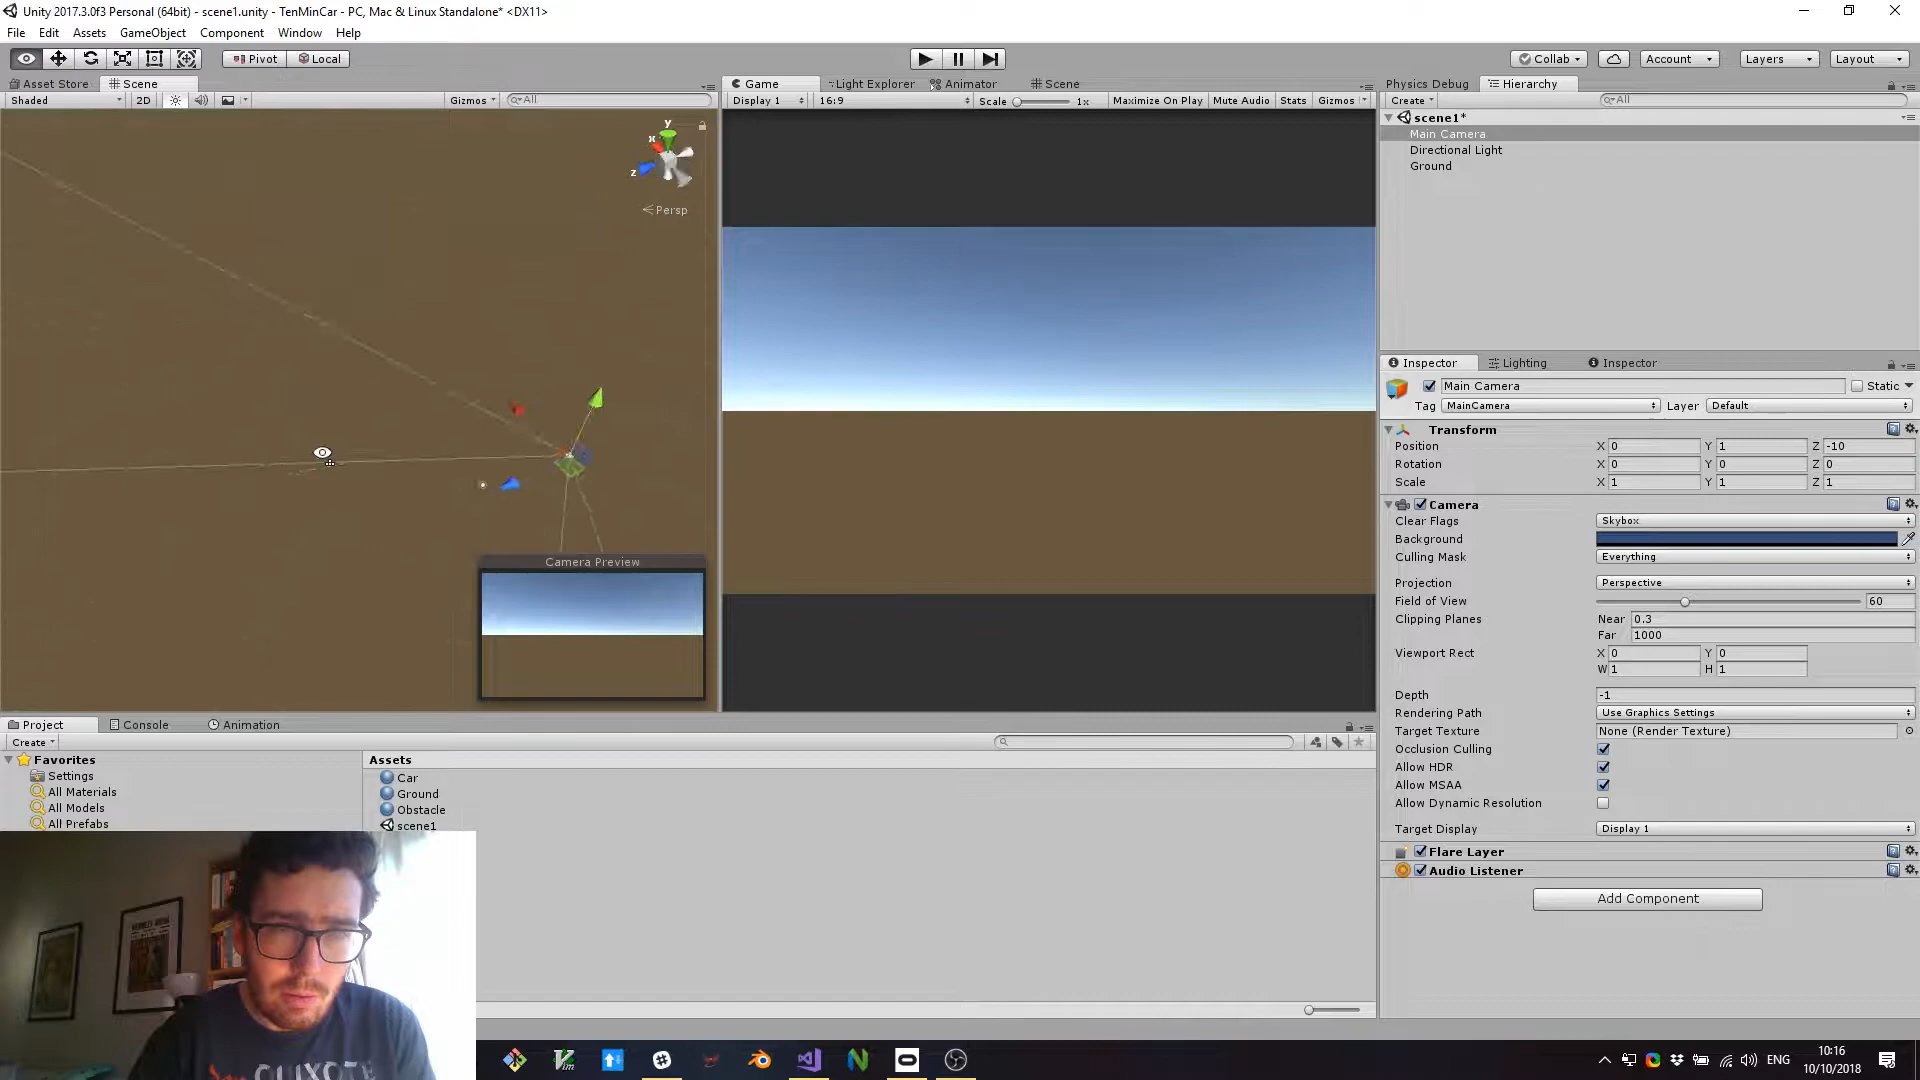 Unity 2017.3.0f3 Personal (64bit) - scene1.unity - TenMinCar - PC, Mac & Linux Standalone* <DX11>
File Edit Assets GameObject Component Window Help
Pivot Local Collab Account Layers Layout
Asset Store Scene Game Light Explorer Animator Scene Physics Debug Hierarchy
Shaded 2D Gizmos All Display 1 16:9 Scale 1x Maximize On Play Mute Audio Stats Gizmos Create All
scene1*
Main Camera
Directional Light
Ground
y
x
z
Persp
Camera Preview
Inspector Lighting Inspector
Main Camera Static
Tag MainCamera Layer Default
Transform
Position X 0 Y 1 Z -10
Rotation X 0 Y 0 Z 0
Scale X 1 Y 1 Z 1
Camera
Clear Flags Skybox
Background
Culling Mask Everything
Projection Perspective
Field of View 60
Clipping Planes Near 0.3
Far 1000
Viewport Rect X 0 Y 0
W 1 H 1
Depth -1
Rendering Path Use Graphics Settings
Target Texture None (Render Texture)
Occlusion Culling
Allow HDR
Allow MSAA
Allow Dynamic Resolution
Target Display Display 1
Flare Layer
Audio Listener
Add Component
Project Console Animation
Create
Favorites
Settings
All Materials
All Models
All Prefabs
Assets
Car
Ground
Obstacle
scene1
ENG
10:16
10/10/2018